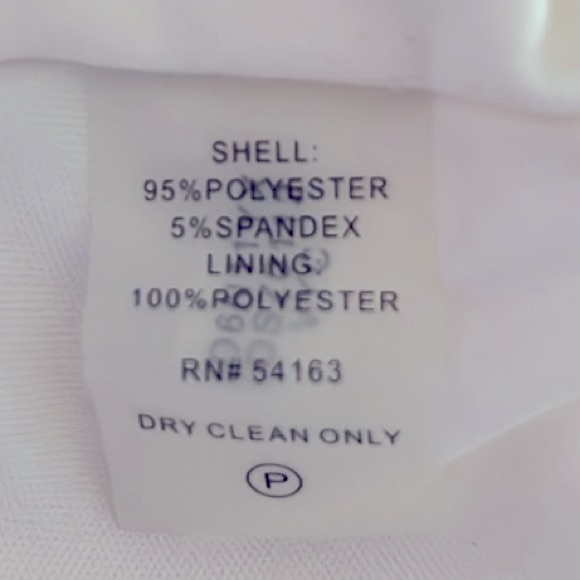 SHELL:
95%POLYESTER
5%SPANDEX
LINING:
100%POLYESTER
RN# 54163
DRY CLEAN ONLY
P